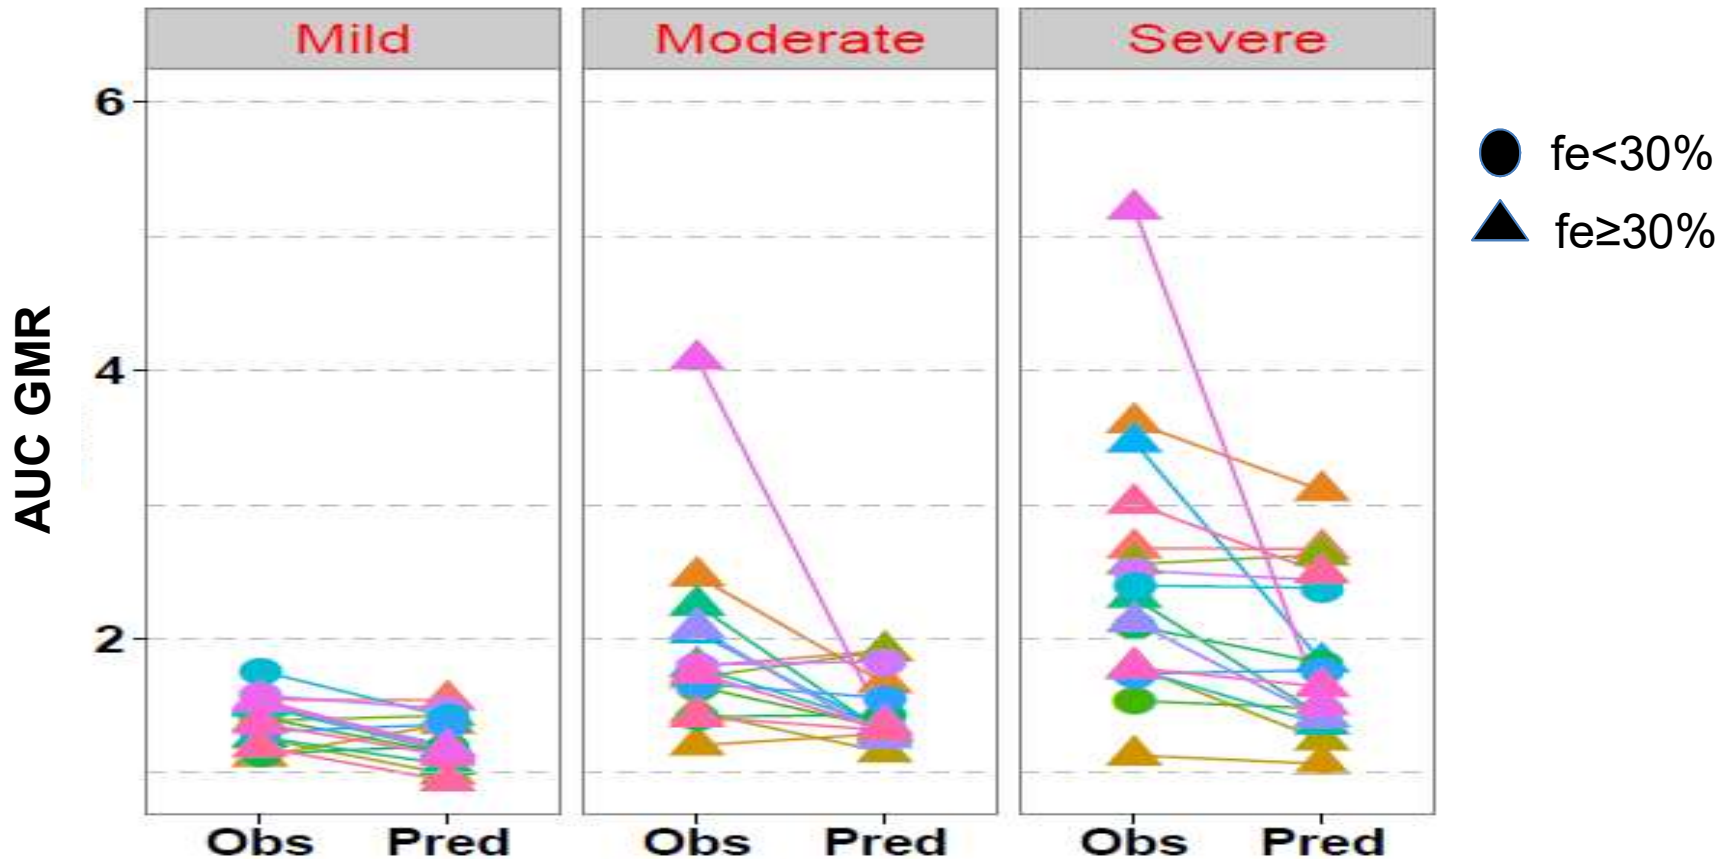 Mild
Moderate
Severe
6
4
2
AUC GMR
fe<30%
fe≥30%
Obs Pred
Obs Pred
Obs Pred